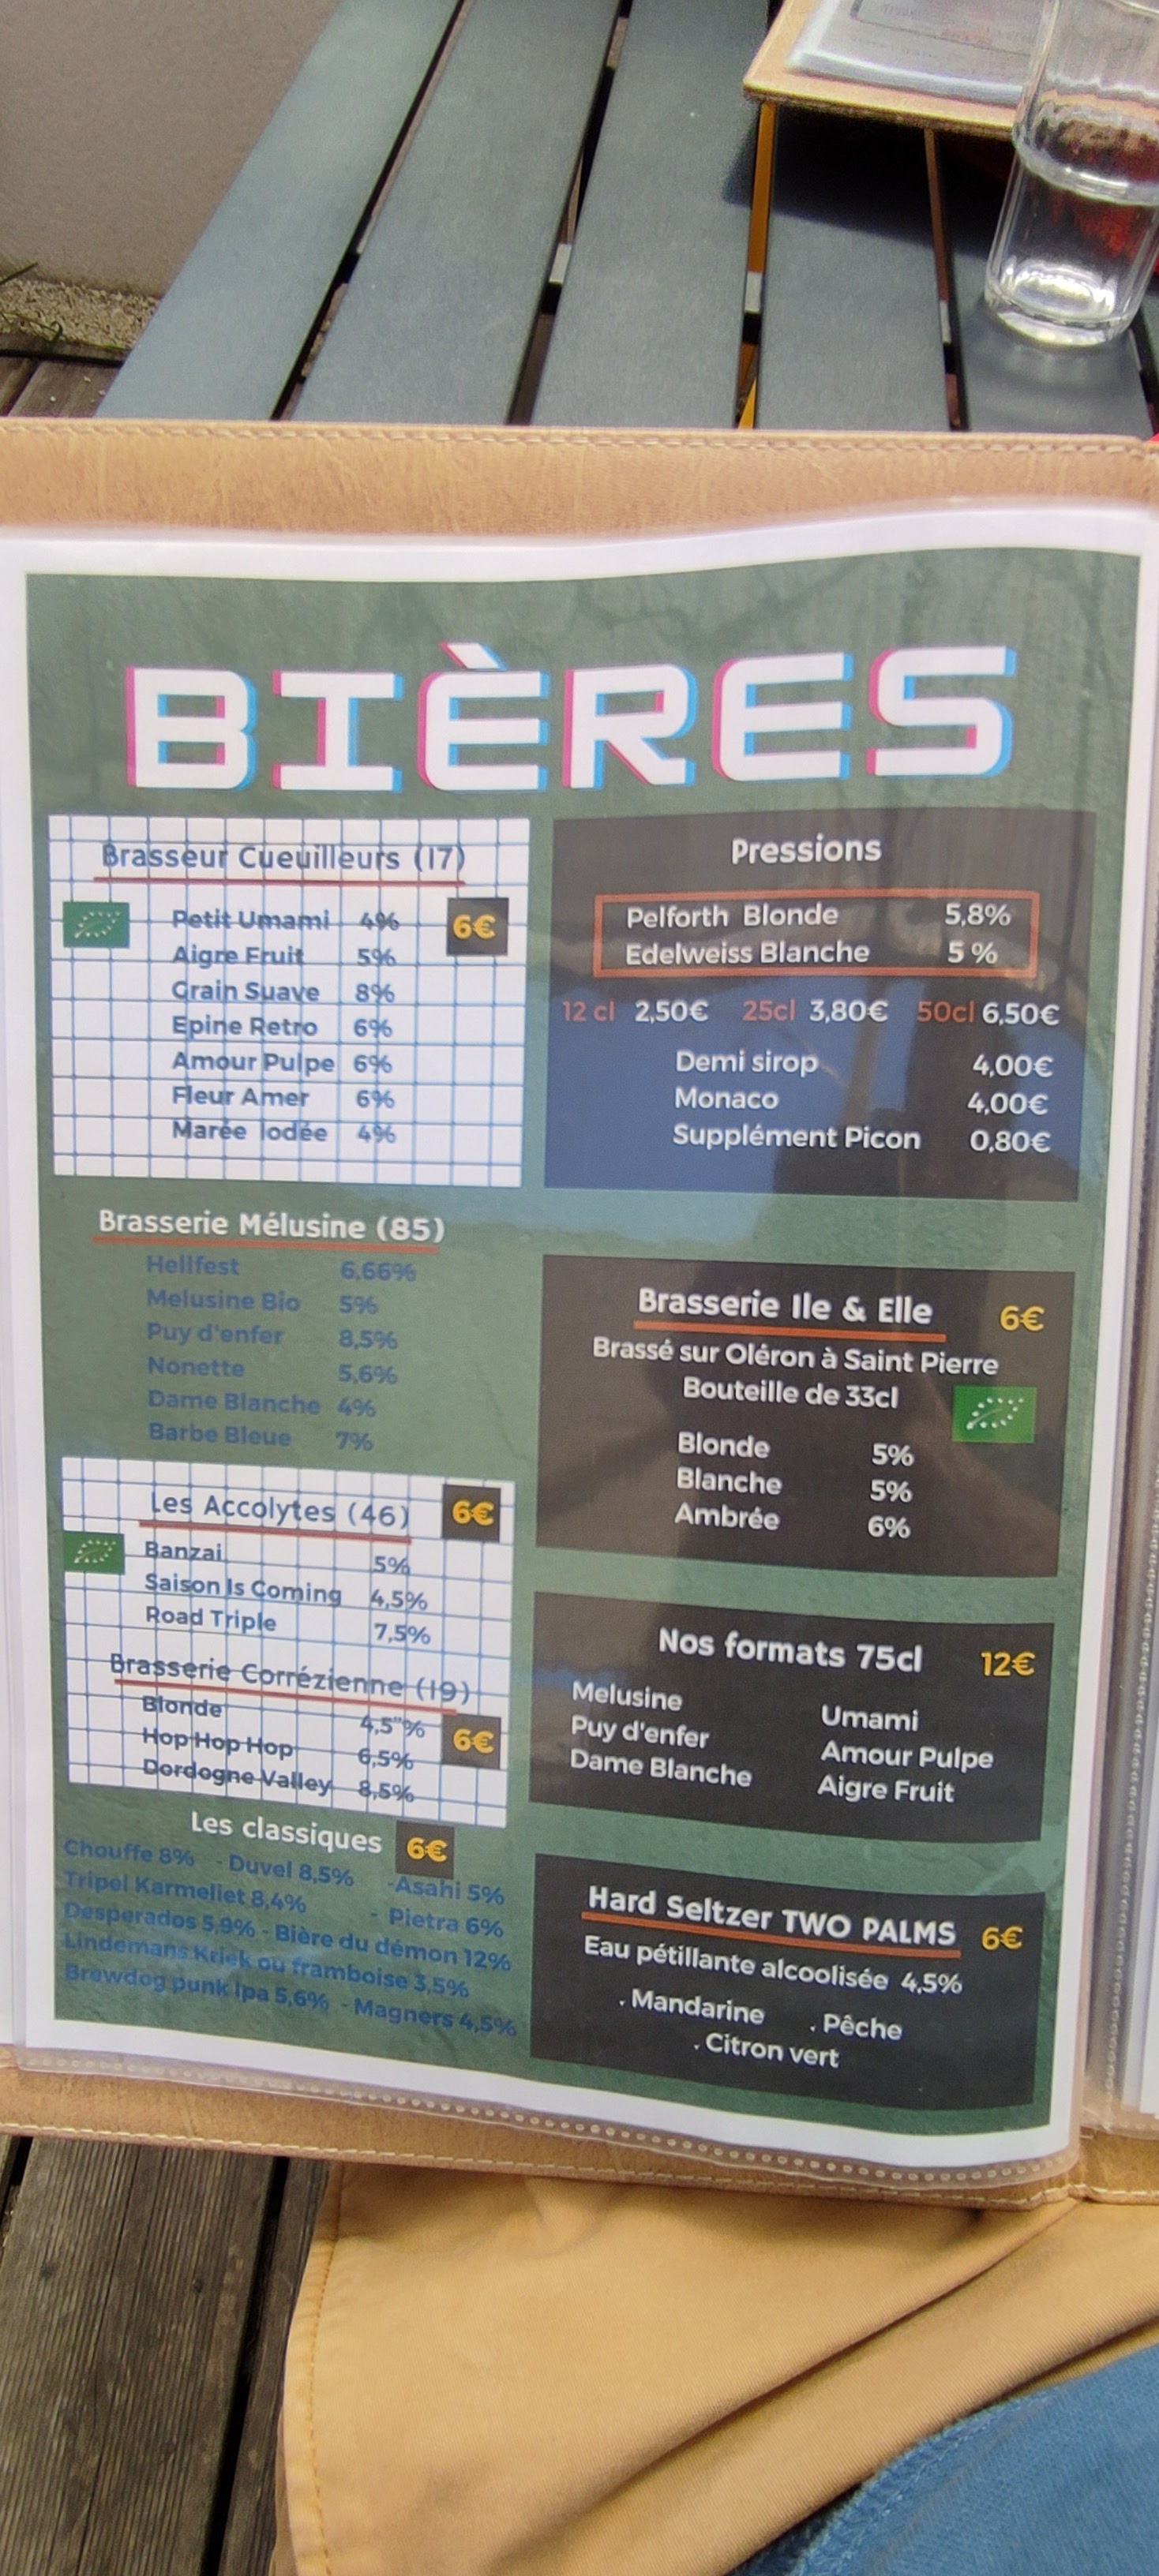 BIÈRES
Brasseur Cueuilleurs (17)
Petit Umami 4% 6€
Aigre Fruit 5%
Grain Suave 8%
Epine Retro 6%
Amour Pulpe 6%
Fleur Amer 6%
Marée Iodée 4%
Brasserie Mélusine (85)
Hellfest 6,66%
Melusine Bio 5%
Puy d'enfer 8,5%
Nonette 5,6%
Dame Blanche 4%
Barbe Bleue 7%
Les Accolytes (46) 6€
Banzai 5%
Saison Is Coming 4,5%
Road Triple 7,5%
Brasserie Corrézienne (19)
Blonde 4,5"%
Hop Hop Hop 6,5% 6€
Dordogne Valley 8,5%
Les classiques 6€
Chouffe 8% - Duvel 8,5% -Asahi 5%
Tripel Karmeliet 8,4% - Pietra 6%
Desperados 5,9% - Bière du démon 12%
Lindemans Kriek ou framboise 3,5%
Brewdog punk Ipa 5,6% - Magners 4,5%
Pressions
Pelforth Blonde 5,8%
Edelweiss Blanche 5 %
12 cl 2,50€ 25cl 3,80€ 50cl 6,50€
Demi sirop 4,00€
Monaco 4,00€
Supplément Picon 0,80€
Brasserie Ile & Elle 6€
Brassé sur Oléron à Saint Pierre
Bouteille de 33cl
Blonde 5%
Blanche 5%
Ambrée 6%
Nos formats 75cl 12€
Melusine Umami
Puy d'enfer Amour Pulpe
Dame Blanche Aigre Fruit
Hard Seltzer TWO PALMS 6€
Eau pétillante alcoolisée 4,5%
. Mandarine . Pêche
. Citron vert